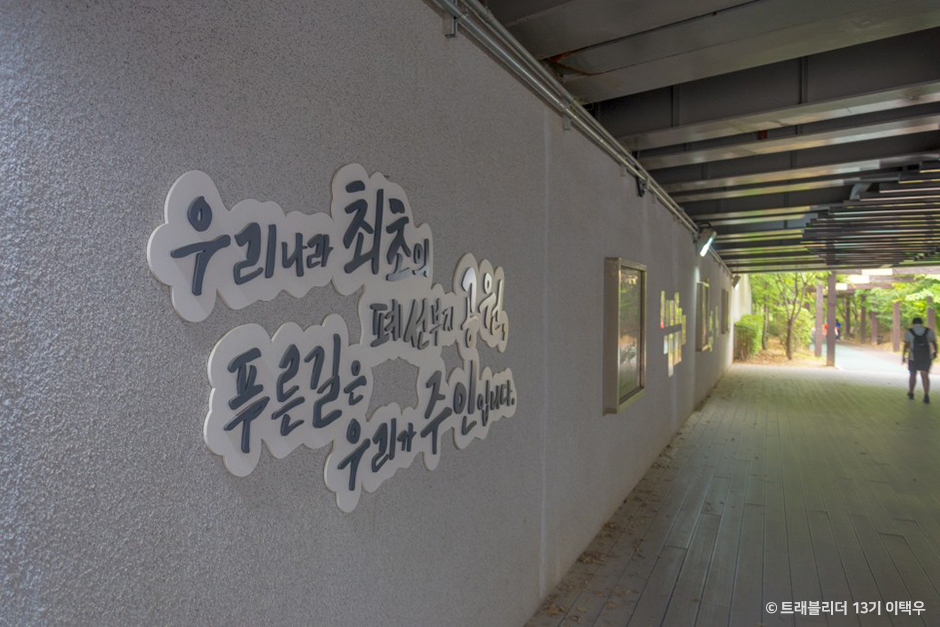 우리나라 최초의
폐선부지 공원,
푸른길은
우리가 주인입니다.
© 트래블리더 13기 이택우